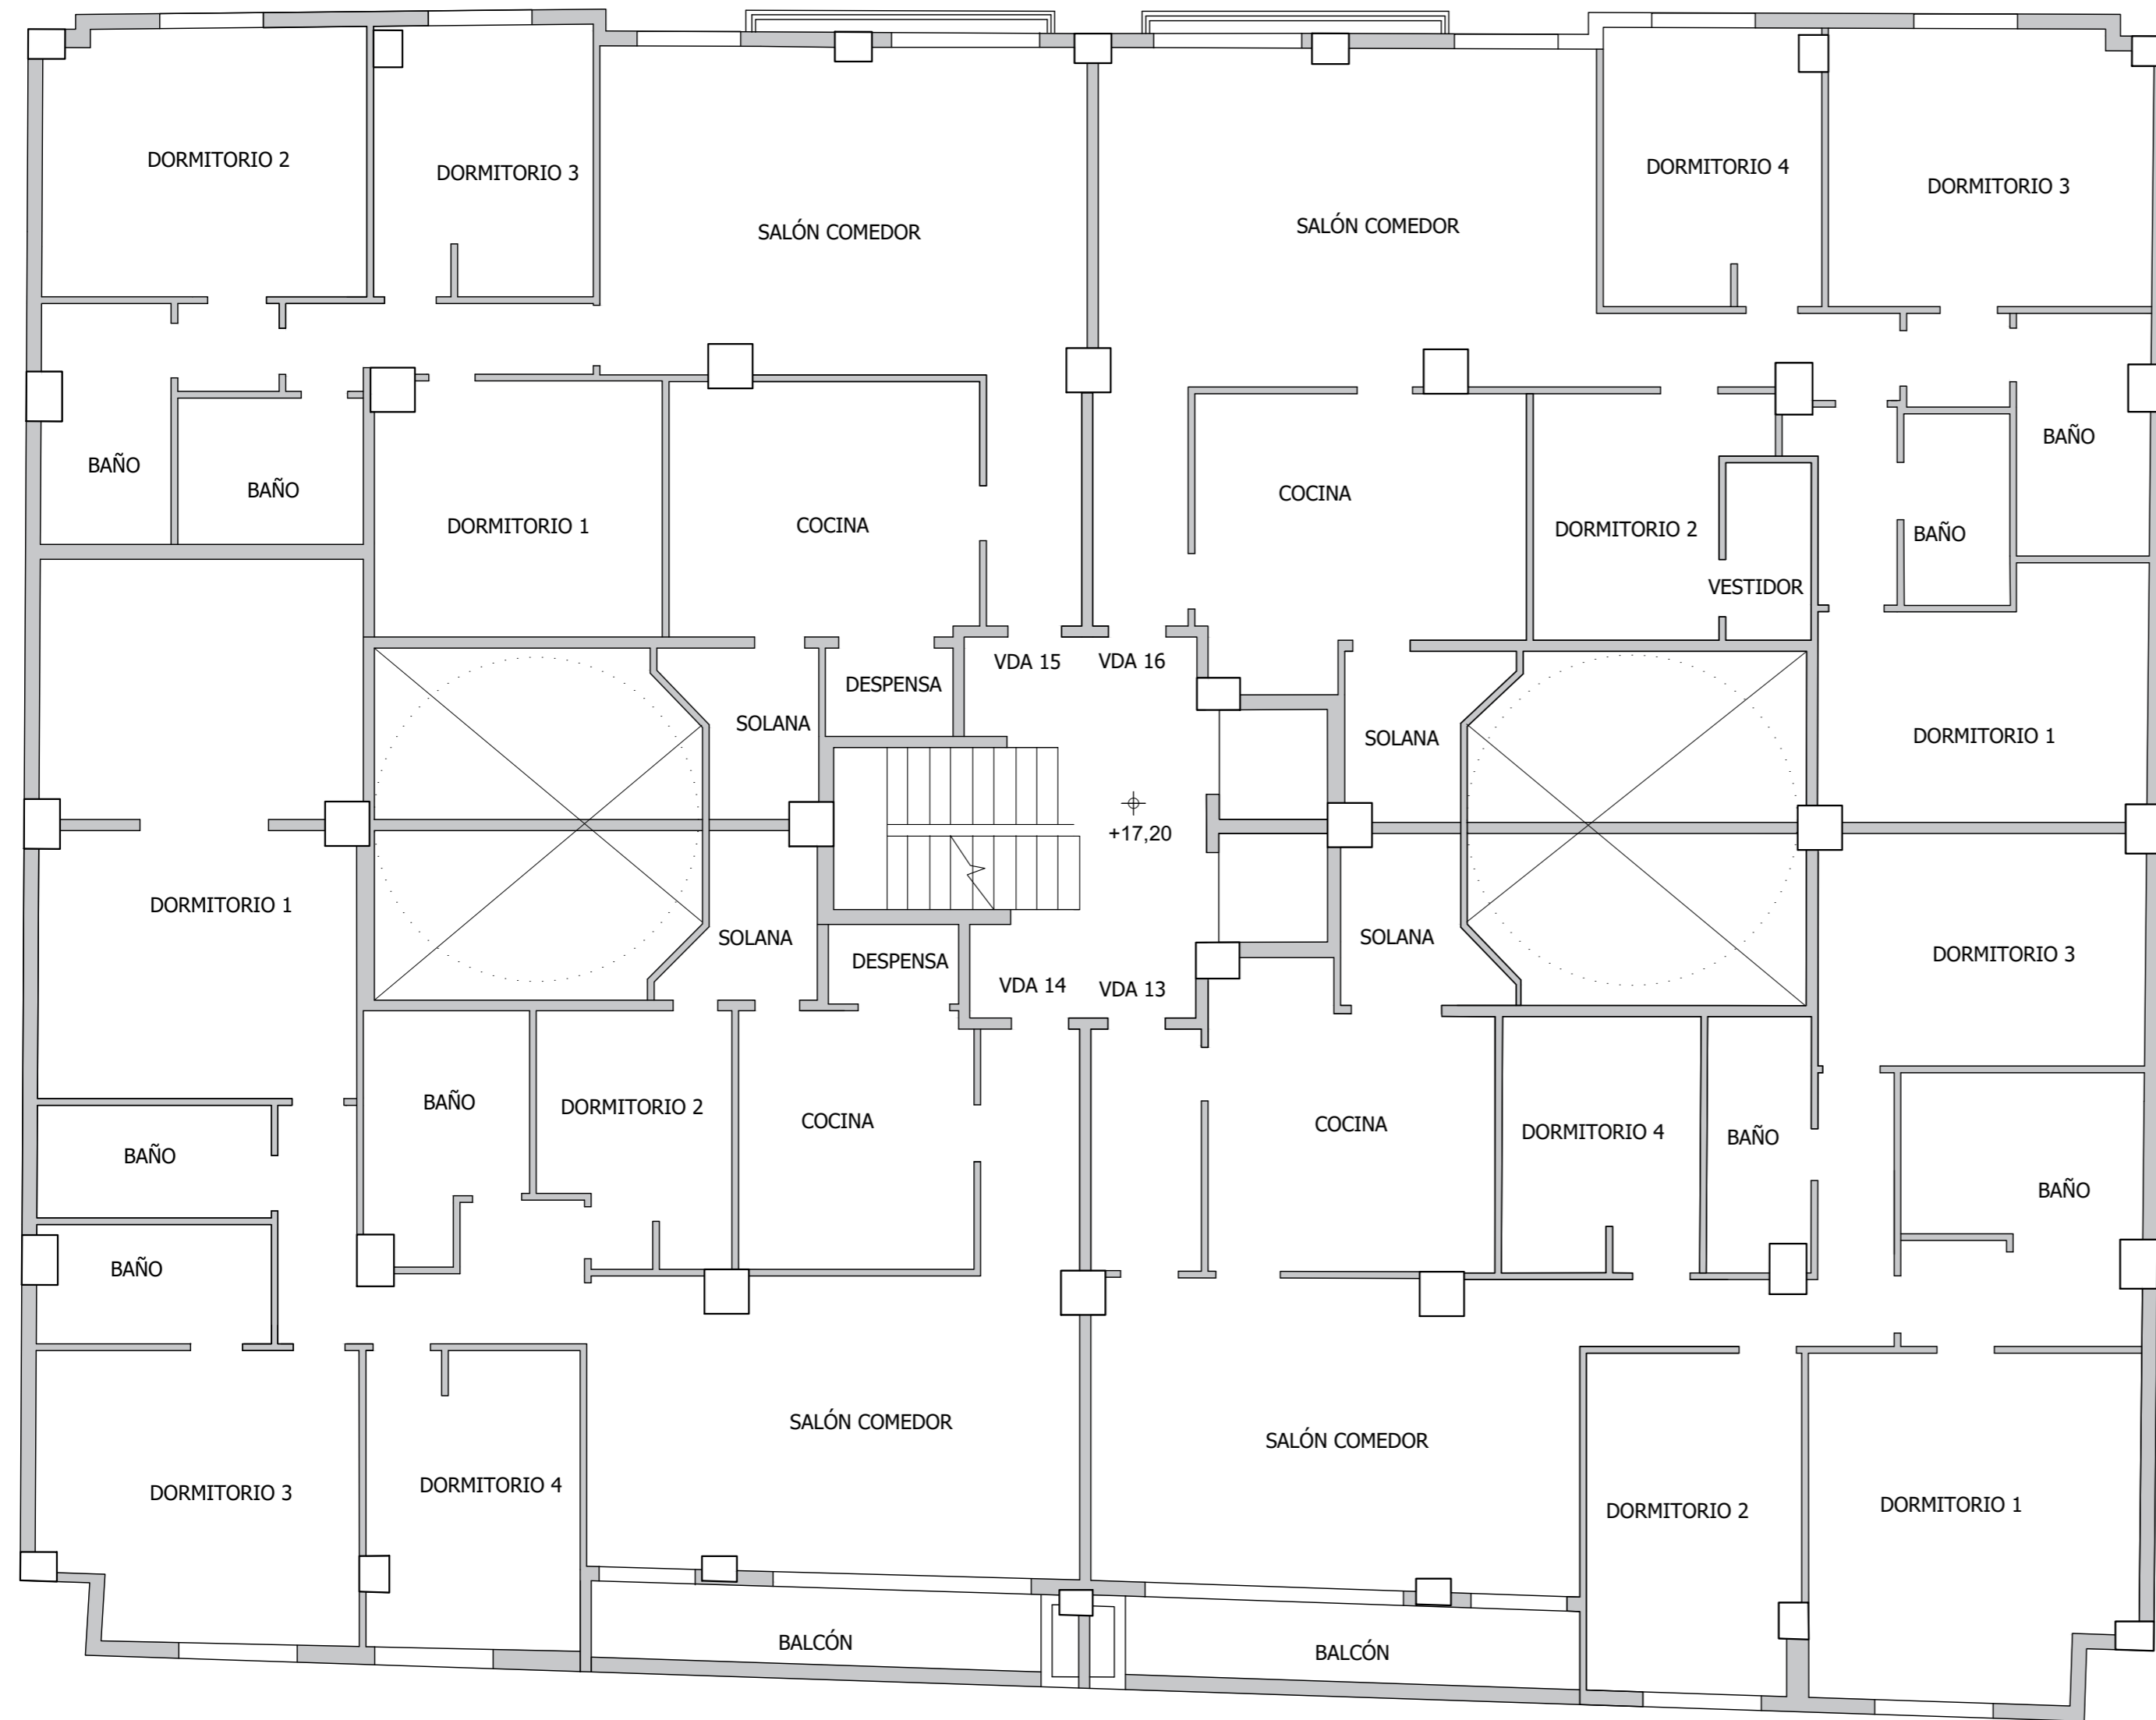 DORMITORIO 2
DORMITORIO 3
SALÓN COMEDOR
SALÓN COMEDOR
DORMITORIO 4
DORMITORIO 3
BAÑO
BAÑO
DORMITORIO 1
COCINA
COCINA
DORMITORIO 2
VESTIDOR
BAÑO
BAÑO
VDA 15
VDA 16
DESPENSA
SOLANA
SOLANA
DORMITORIO 1
+17,20
DORMITORIO 1
SOLANA
DESPENSA
SOLANA
DORMITORIO 3
VDA 14
VDA 13
BAÑO
DORMITORIO 2
COCINA
COCINA
DORMITORIO 4
BAÑO
BAÑO
BAÑO
BAÑO
SALÓN COMEDOR
SALÓN COMEDOR
DORMITORIO 3
DORMITORIO 4
DORMITORIO 2
DORMITORIO 1
BALCÓN
BALCÓN